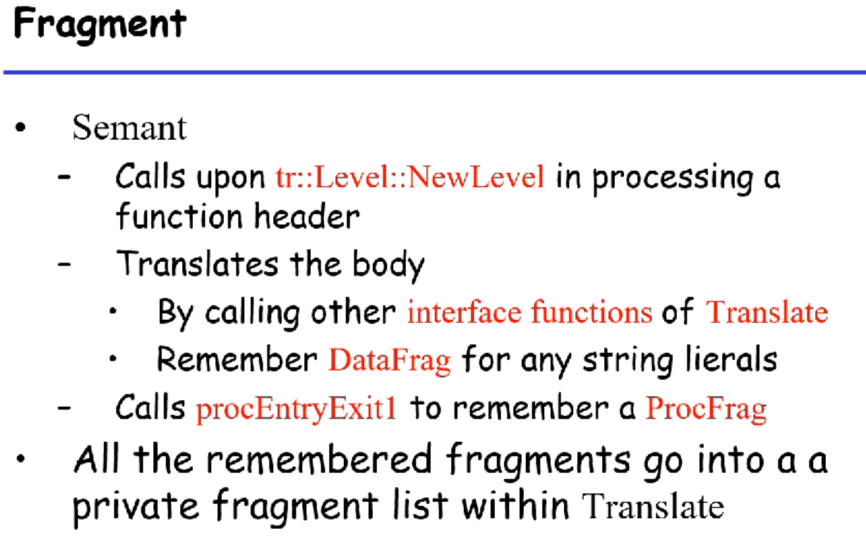 Fragment
• Semant
– Calls upon tr::Level::NewLevel in processing a
function header
– Translates the body
• By calling other interface functions of Translate
• Remember DataFrag for any string lierals
– Calls procEntryExit1 to remember a ProcFrag
• All the remembered fragments go into a a
private fragment list within Translate